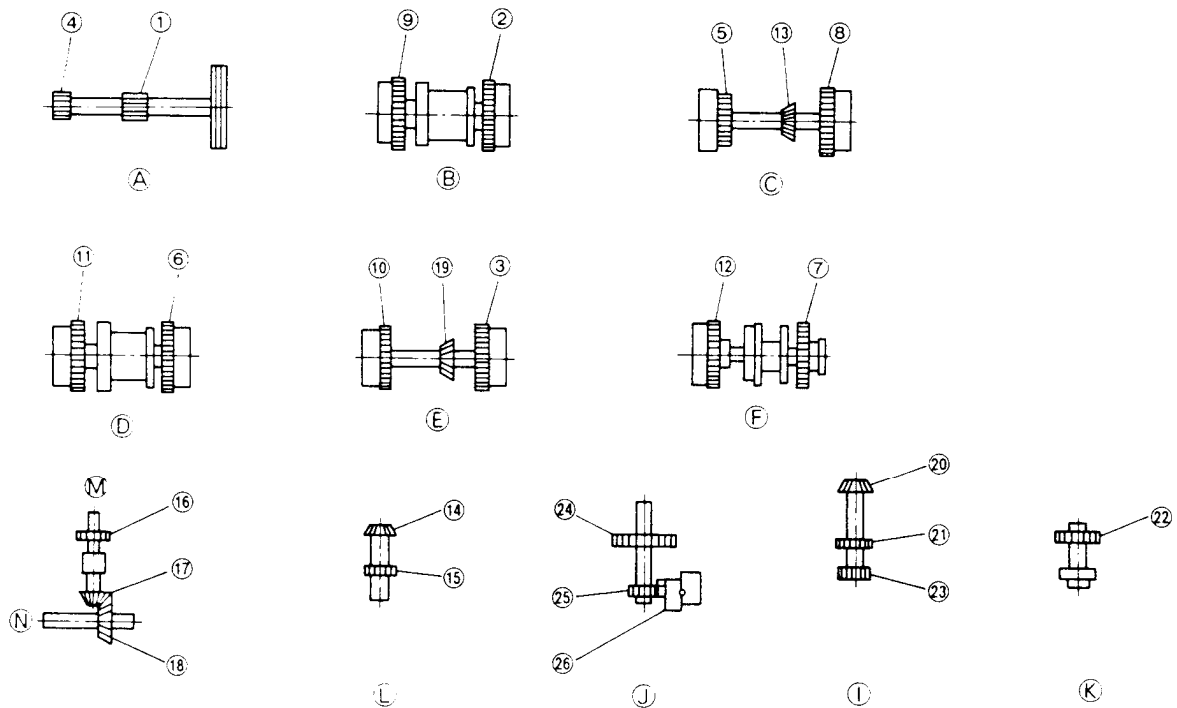 ④ ① ⑨ ② ⑤ ⑬ ⑧
Ⓐ Ⓑ Ⓒ
⑪ ⑥ ⑩ ⑲ ③ ⑫ ⑦
Ⓓ Ⓔ Ⓕ
Ⓜ
⑯ ⑭ ㉔ ⑳ ㉒
㉑
⑰ ⑮ ㉕ ㉓
Ⓝ
⑱ ㉖
Ⓛ Ⓙ Ⓘ Ⓚ